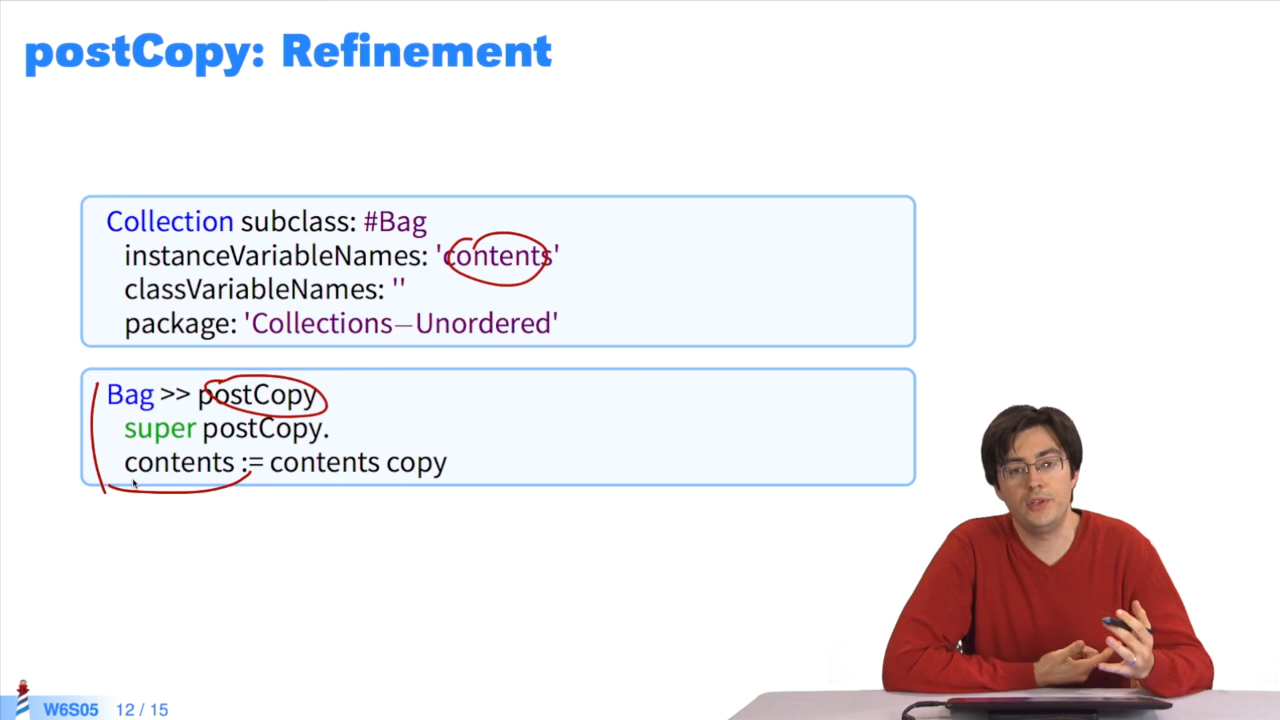 postCopy: Refinement
Collection subclass: #Bag
instanceVariableNames: 'contents'
classVariableNames: ''
package: 'Collections–Unordered'
Bag >> postCopy
super postCopy.
contents := contents copy
W6S05 12 / 15